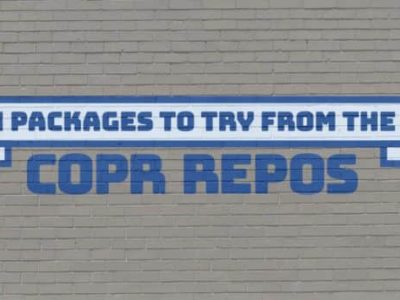 PACKAGES TO TRY FROM THE
COPR REPOS